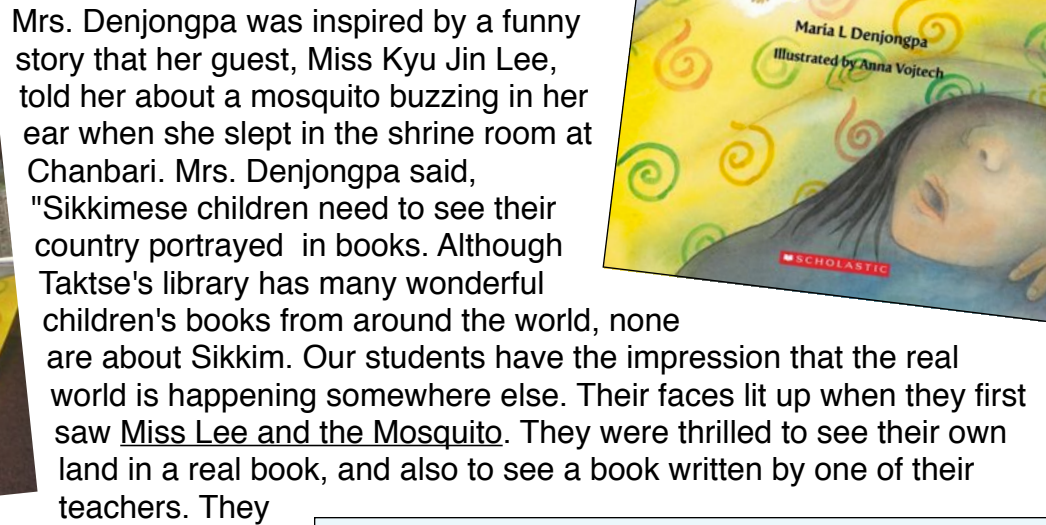 Mrs. Denjongpa was inspired by a funny
story that her guest, Miss Kyu Jin Lee,
told her about a mosquito buzzing in her
ear when she slept in the shrine room at
Chanbari. Mrs. Denjongpa said,
"Sikkimese children need to see their
country portrayed  in books. Although
Taktse's library has many wonderful
children's books from around the world, none
are about Sikkim. Our students have the impression that the real
world is happening somewhere else. Their faces lit up when they first
saw Miss Lee and the Mosquito. They were thrilled to see their own
land in a real book, and also to see a book written by one of their
teachers. They
Maria L Denjongpa
Illustrated by Anna Vojtech
SCHOLASTIC